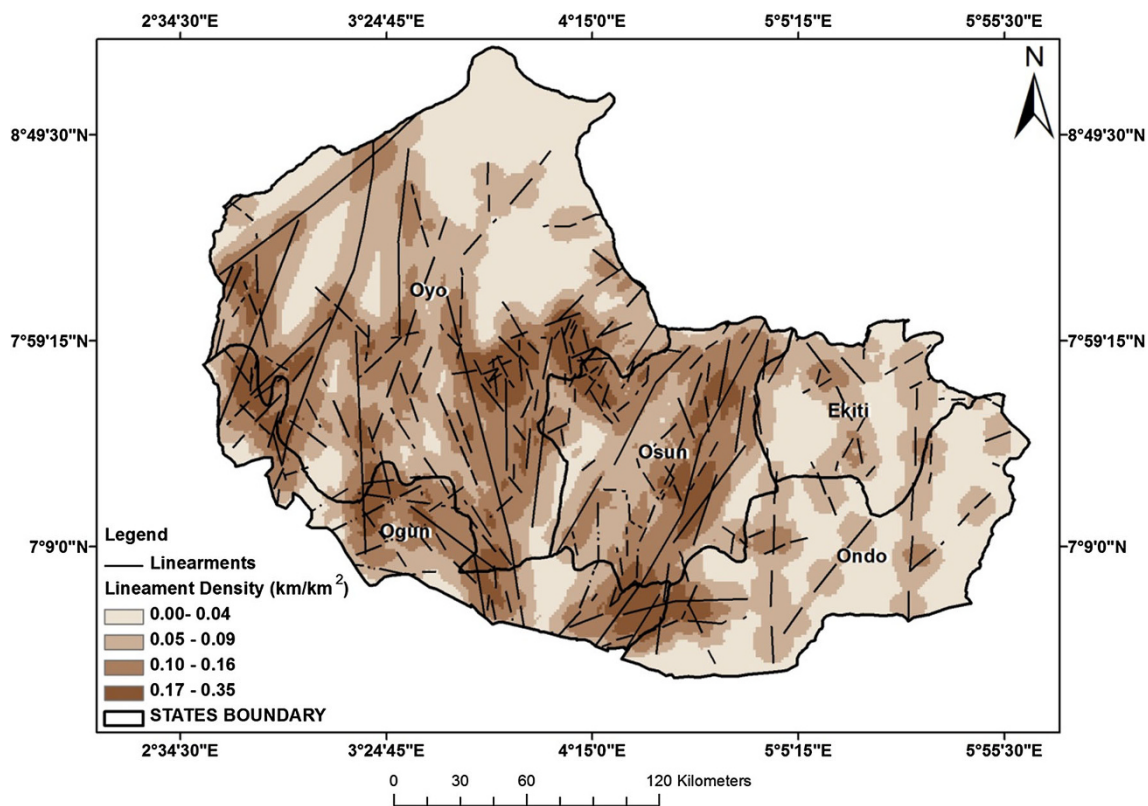 2°34'30"E 3°24'45"E 4°15'0"E 5°5'15"E 5°55'30"E
N
8°49'30"N 8°49'30"N
Oyo
7°59'15"N 7°59'15"N
Ekiti
Osun
Ogun
Ondo
7°9'0"N 7°9'0"N
Legend
Linearments
Lineament Density (km/km²)
0.00- 0.04
0.05 - 0.09
0.10 - 0.16
0.17 - 0.35
STATES BOUNDARY
2°34'30"E 3°24'45"E 4°15'0"E 5°5'15"E 5°55'30"E
0 30 60 120 Kilometers